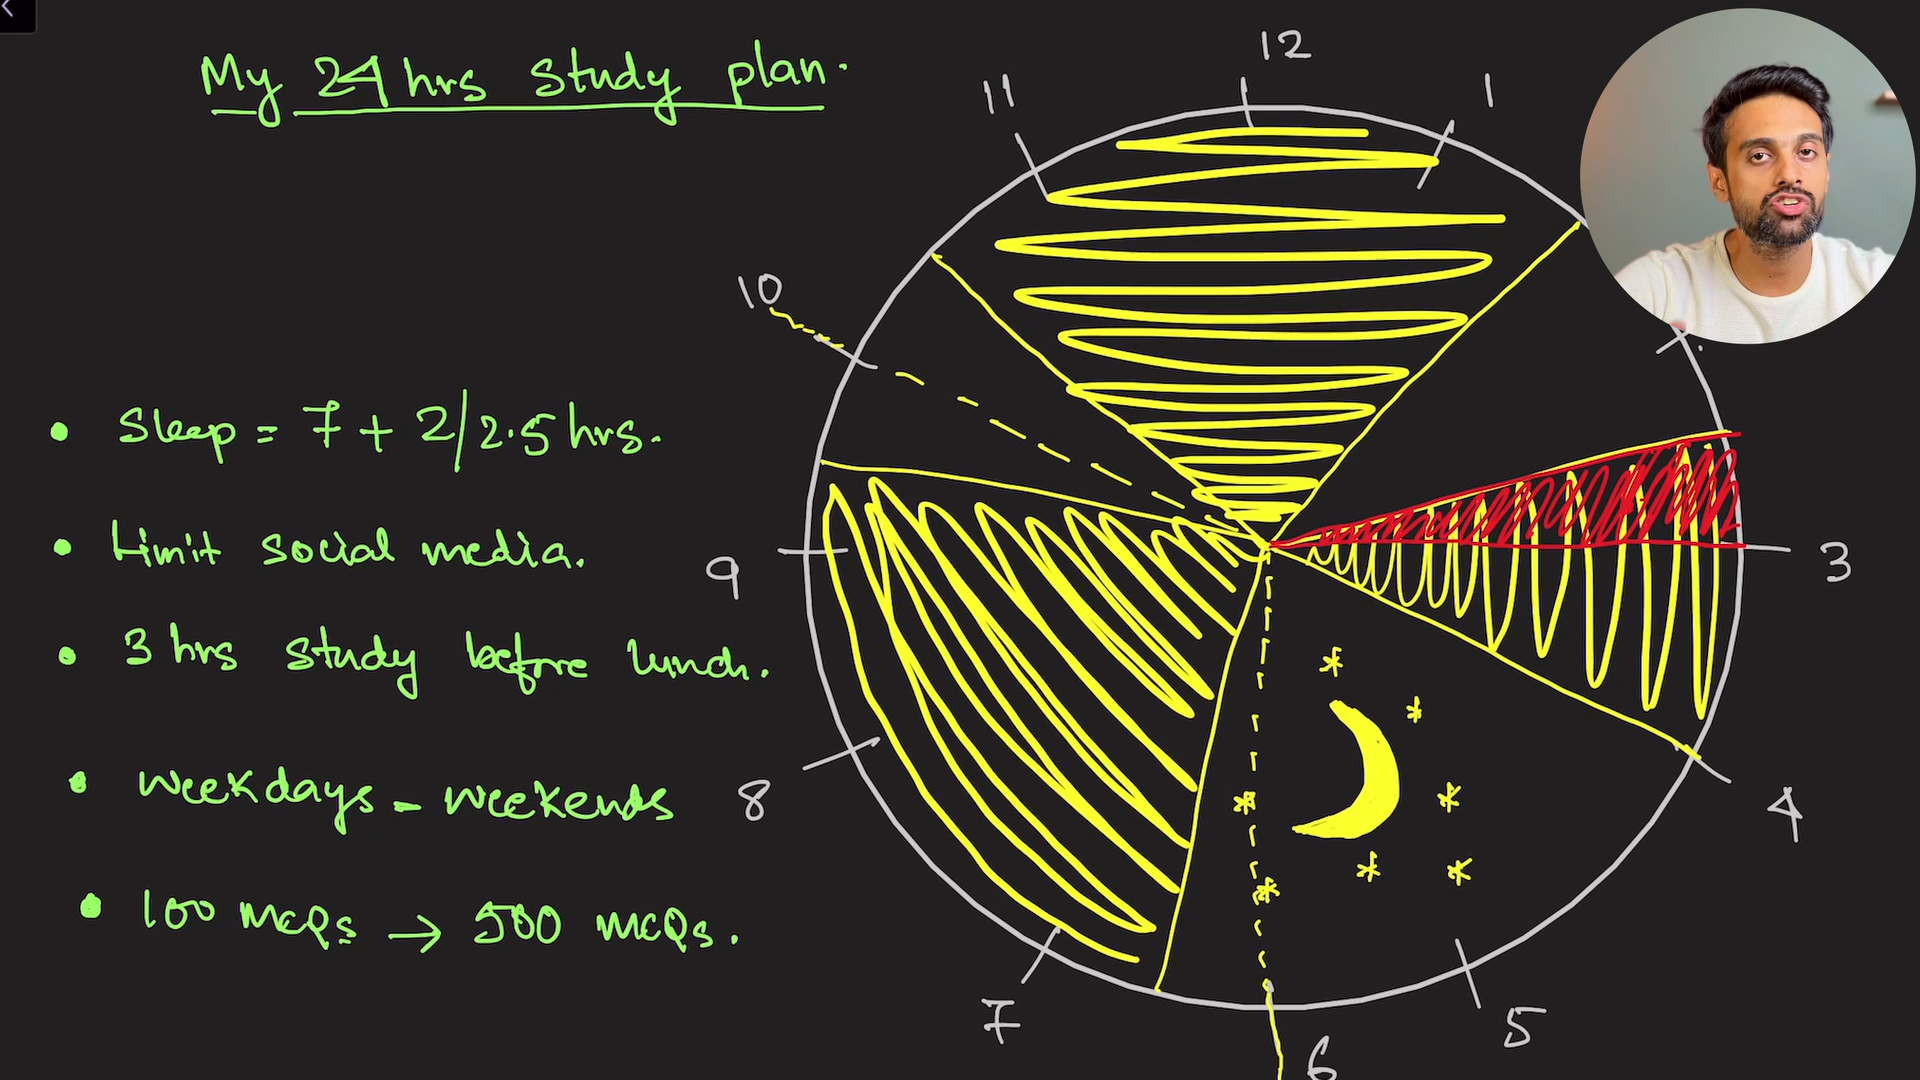 My 24 hrs study plan.
• Sleep = 7 + 2/2.5 hrs.
• Limit social media.
• 3 hrs study before lunch.
• Weekdays - Weekends
• 100 MCQs → 500 MCQs.
12
11
1
10
9
3
8
4
7
5
6